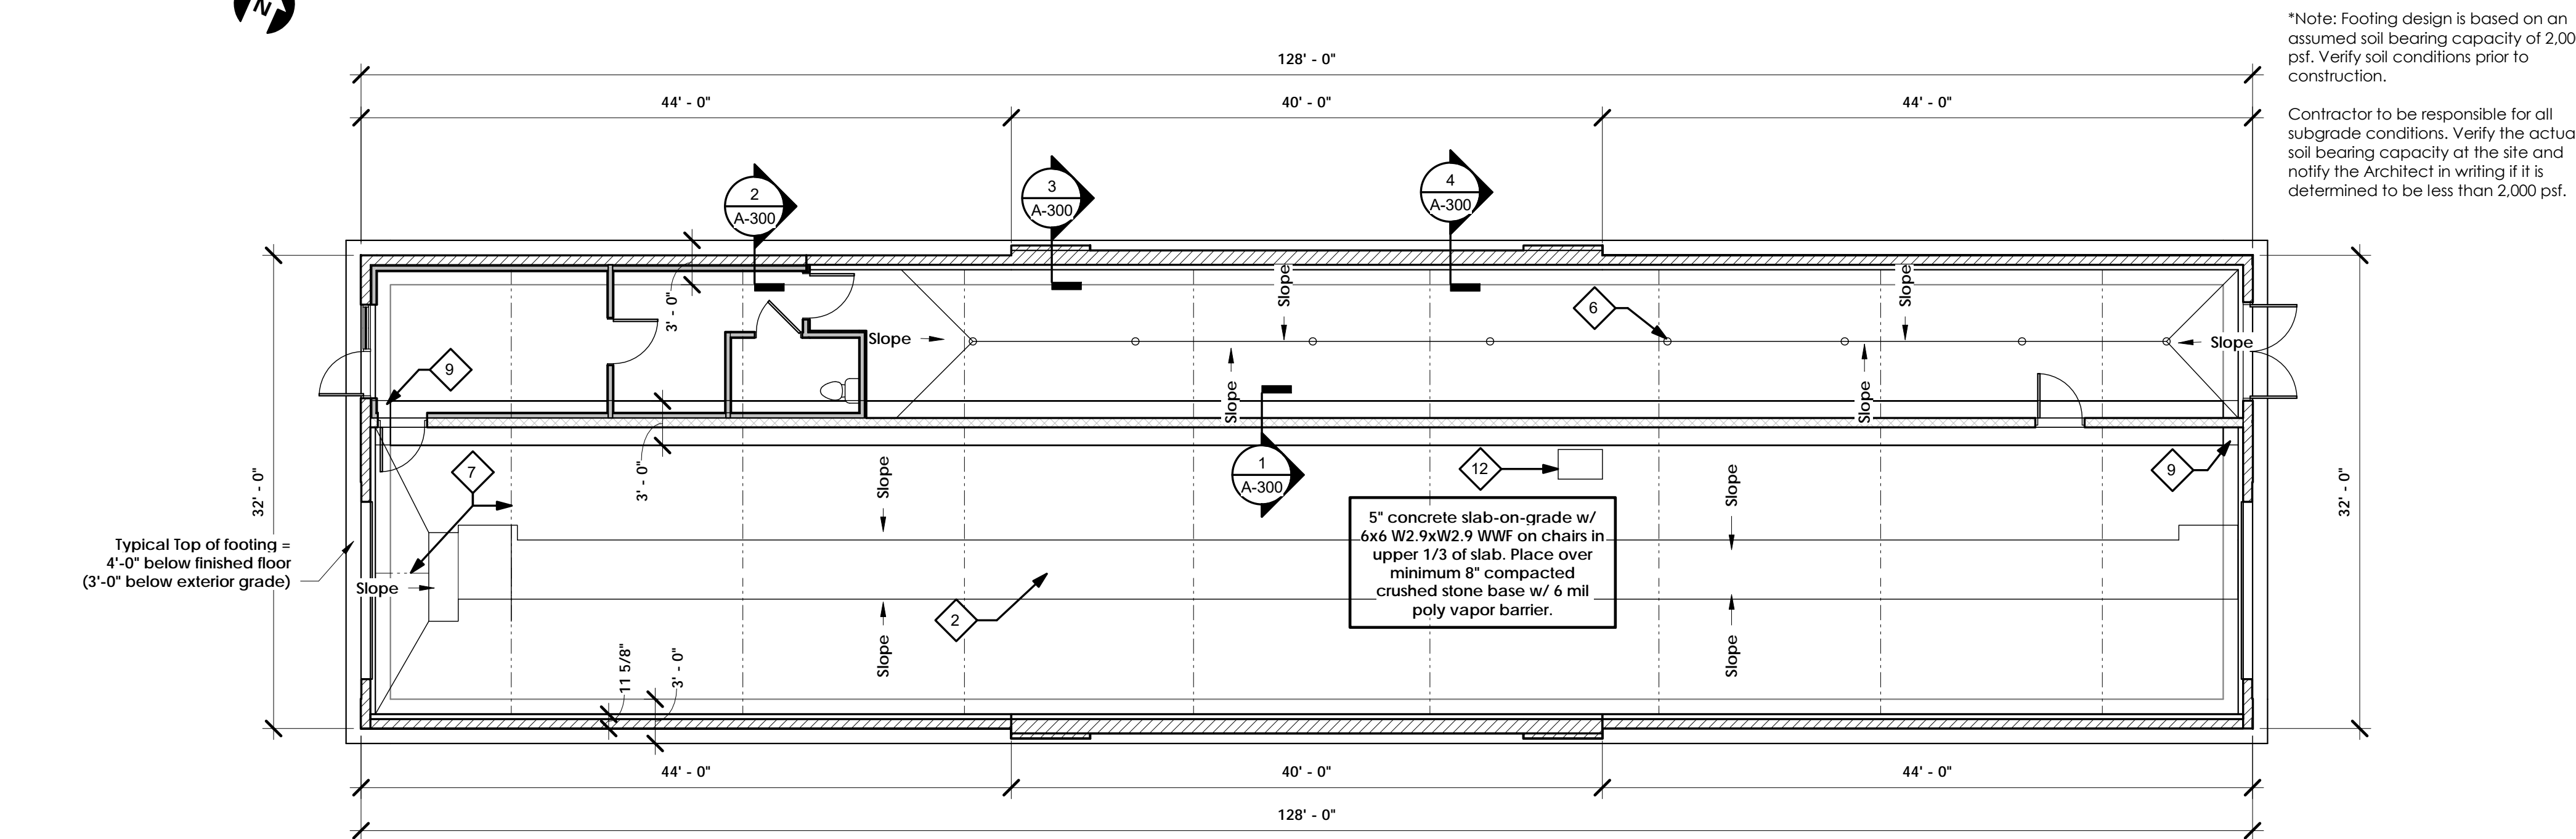 N
*Note: Footing design is based on an
assumed soil bearing capacity of 2,00
psf. Verify soil conditions prior to
construction.
Contractor to be responsible for all
subgrade conditions. Verify the actua
soil bearing capacity at the site and
notify the Architect in writing if it is
determined to be less than 2,000 psf.
128' - 0"
44' - 0"
40' - 0"
44' - 0"
2
A-300
3
A-300
4
A-300
3' - 0"
Slope
Slope
6
Slope
Slope
9
Slope
Slope
3' - 0"
7
Slope
1
A-300
12
Slope
9
32' - 0"
32' - 0"
Typical Top of footing =
4'-0" below finished floor
(3'-0" below exterior grade)
5" concrete slab-on-grade w/
6x6 W2.9xW2.9 WWF on chairs in
upper 1/3 of slab. Place over
minimum 8" compacted
crushed stone base w/ 6 mil
poly vapor barrier.
Slope
2
Slope
Slope
11 5/8"
3' - 0"
44' - 0"
40' - 0"
44' - 0"
128' - 0"